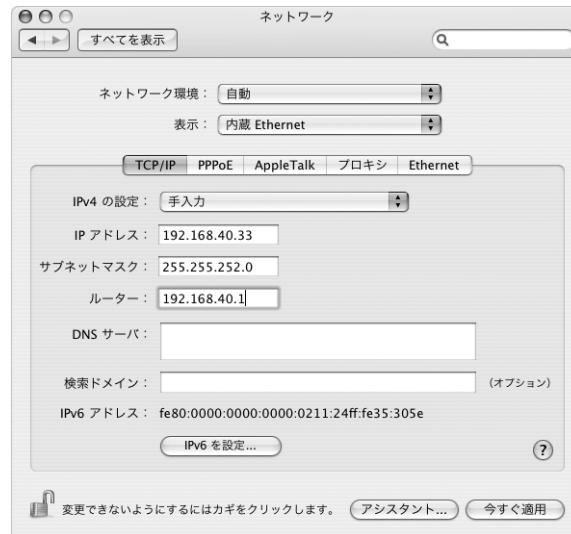 ネットワーク
すべてを表示
ネットワーク環境： 自動
表示： 内蔵 Ethernet
TCP/IP PPPoE AppleTalk プロキシ Ethernet
IPv4 の設定： 手入力
IP アドレス： 192.168.40.33
サブネットマスク： 255.255.252.0
ルーター： 192.168.40.1
DNS サーバ：
検索ドメイン： (オプション)
IPv6 アドレス： fe80:0000:0000:0000:0211:24ff:fe35:305e
IPv6 を設定... ?
変更できないようにするにはカギをクリックします。 アシスタント... 今すぐ適用